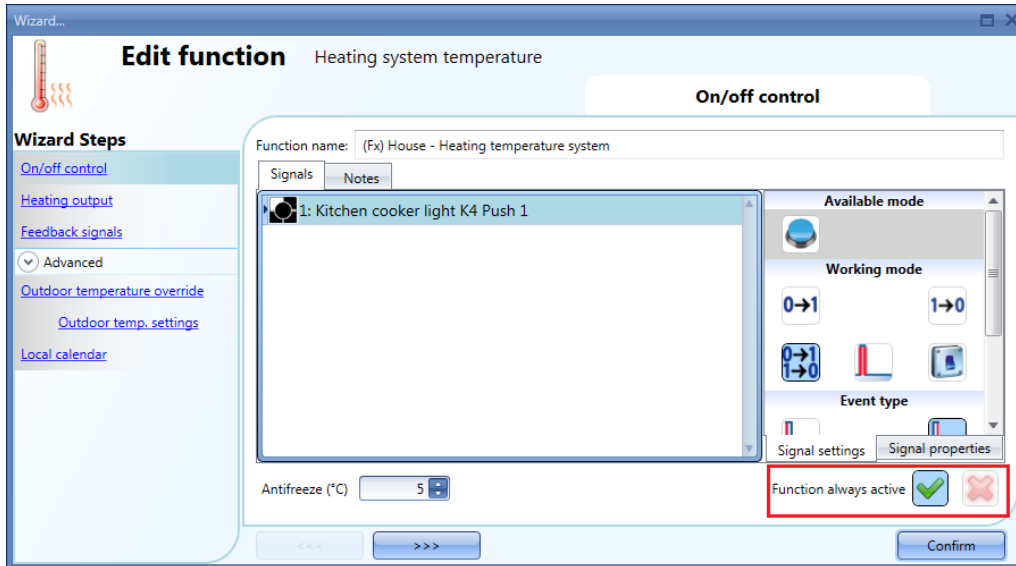 Wizard...
Edit function Heating system temperature
On/off control
Wizard Steps
On/off control
Heating output
Feedback signals
Advanced
Outdoor temperature override
Outdoor temp. settings
Local calendar
Function name: (Fx) House - Heating temperature system
Signals Notes
1: Kitchen cooker light K4 Push 1
Available mode
Working mode
0→1 1→0
0→1
1→0
Event type
Signal settings Signal properties
Antifreeze (°C) 5
Function always active
<<< >>> Confirm